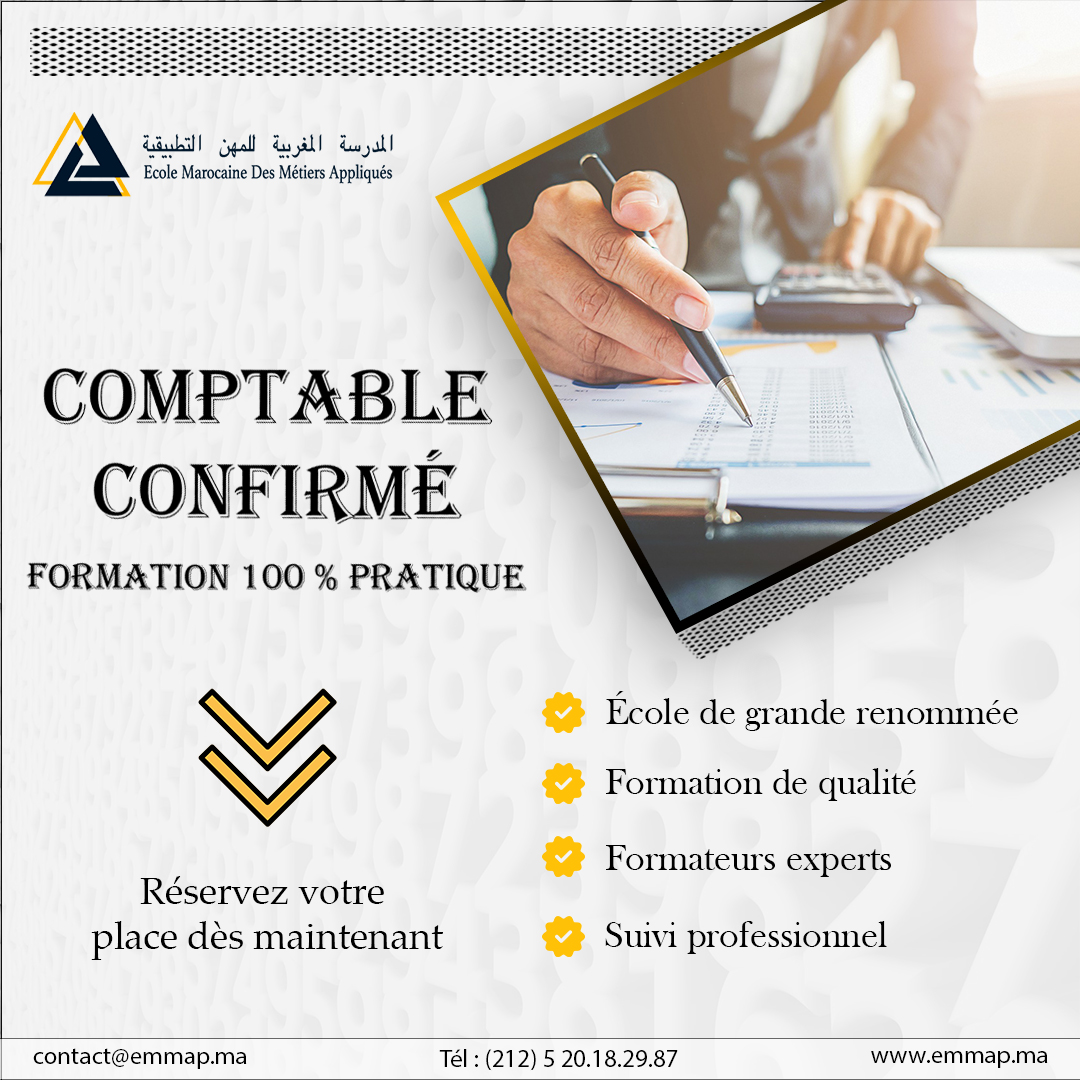 المدرسة المغربية للمهن التطبيقية
Ecole Marocaine Des Métiers Appliqués
COMPTABLE
CONFIRMÉ
FORMATION 100 % PRATIQUE
École de grande renommée
Formation de qualité
Formateurs experts
Suivi professionnel
Réservez votre
place dès maintenant
contact@emmap.ma
Tél : (212) 5 20.18.29.87
www.emmap.ma